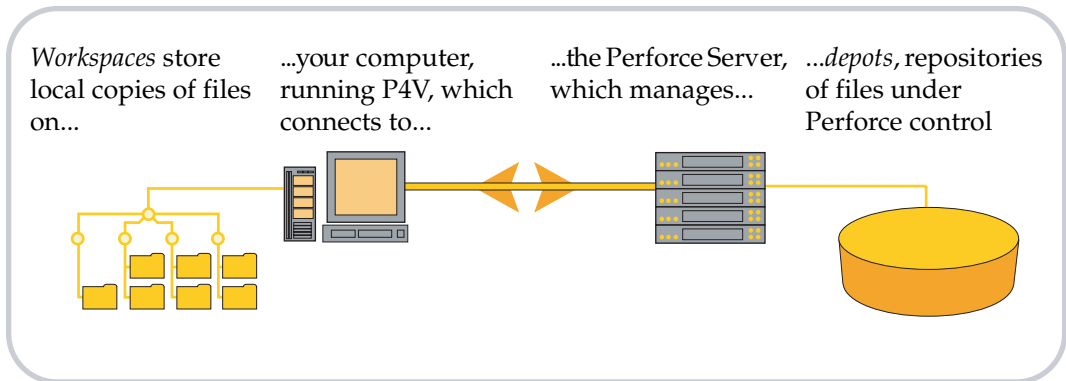 Workspaces store
local copies of files
on...
...your computer,
running P4V, which
connects to...
...the Perforce Server,
which manages...
...depots, repositories
of files under
Perforce control